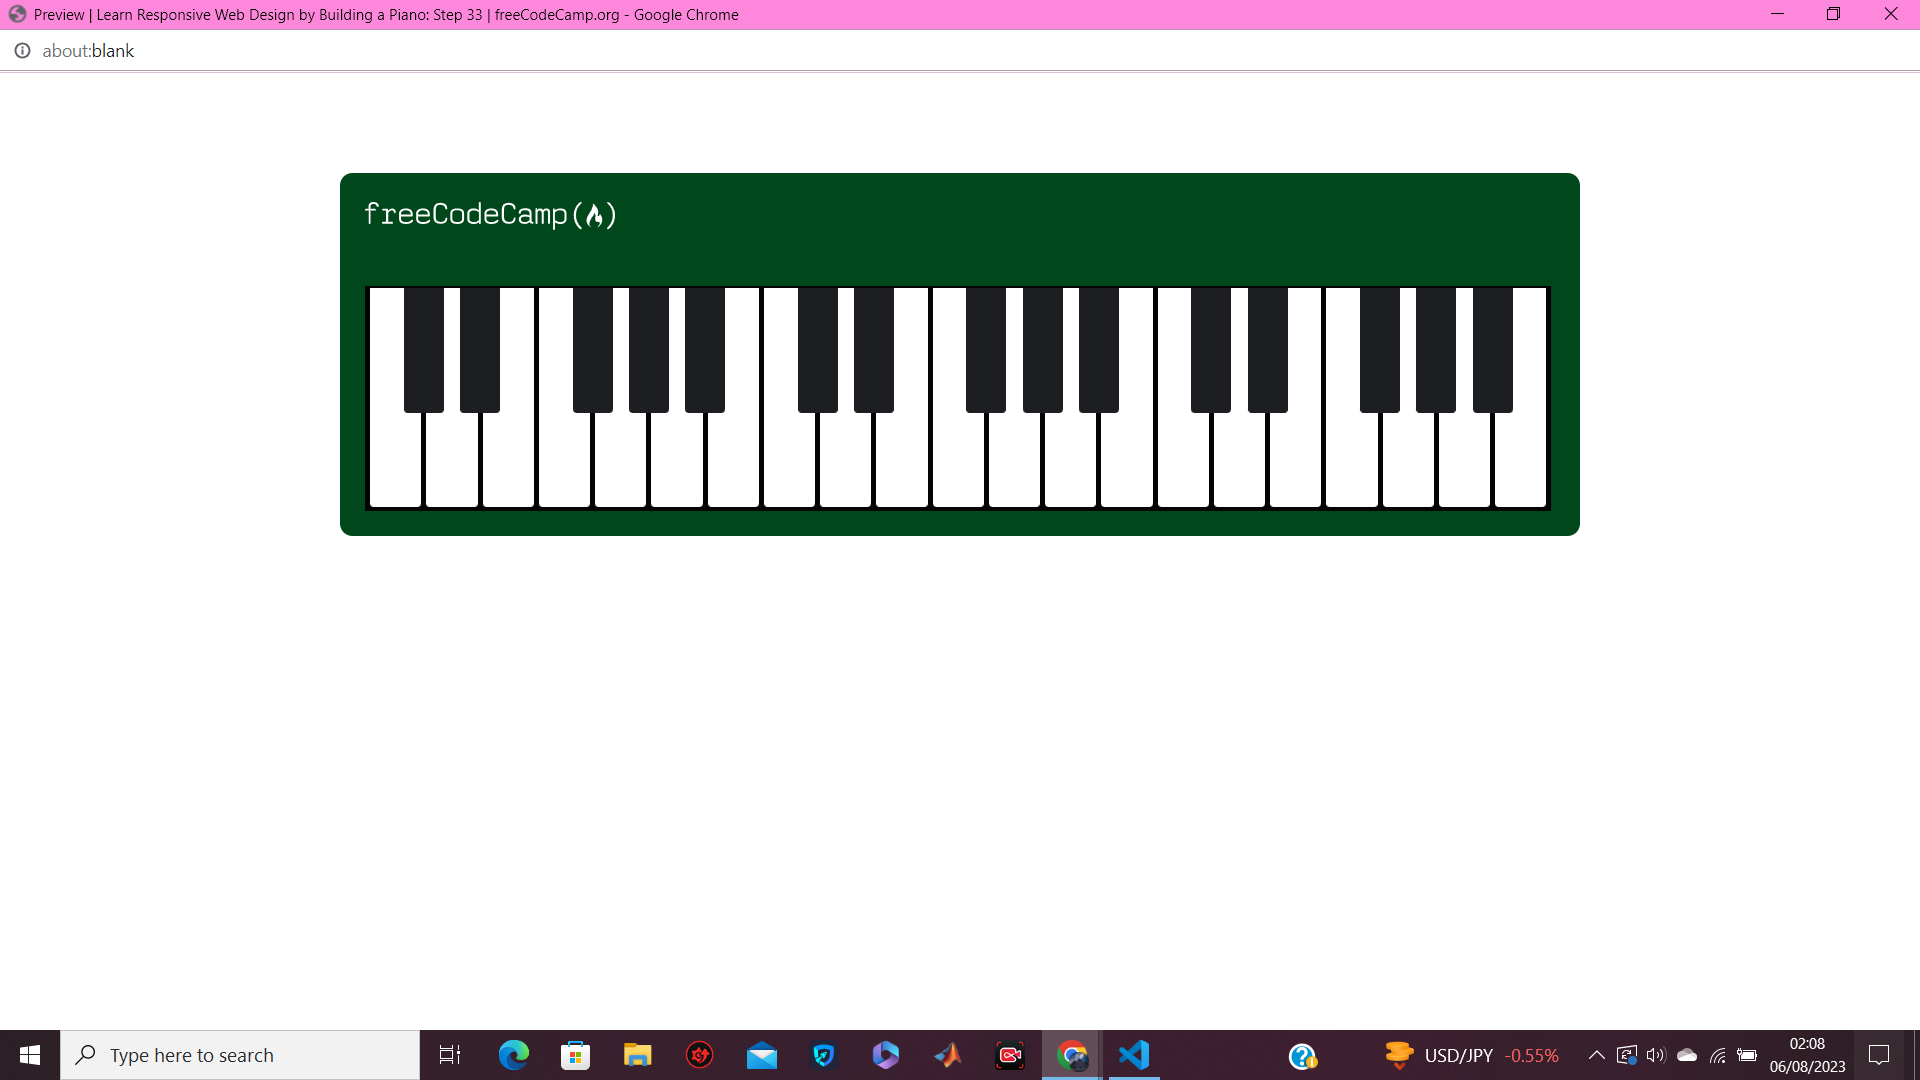 Preview | Learn Responsive Web Design by Building a Piano: Step 33 | freeCodeCamp.org - Google Chrome
about:blank
freeCodeCamp(🔥)
Type here to search
USD/JPY -0.55%
02:08
06/08/2023